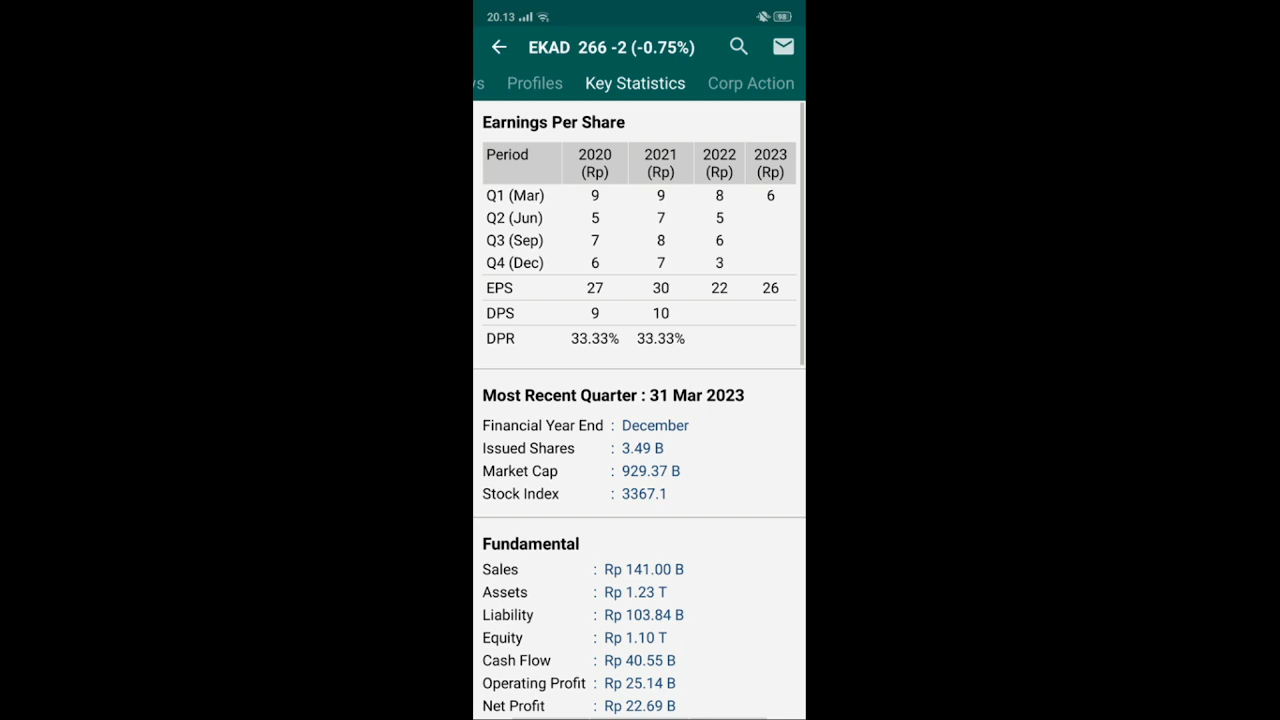 20.13 98
EKAD 266 -2 (-0.75%)
s Profiles Key Statistics Corp Action
Earnings Per Share
Period 2020 (Rp) 2021 (Rp) 2022 (Rp) 2023 (Rp)
Q1 (Mar) 9 9 8 6
Q2 (Jun) 5 7 5
Q3 (Sep) 7 8 6
Q4 (Dec) 6 7 3
EPS 27 30 22 26
DPS 9 10
DPR 33.33% 33.33%
Most Recent Quarter : 31 Mar 2023
Financial Year End : December
Issued Shares : 3.49 B
Market Cap : 929.37 B
Stock Index : 3367.1
Fundamental
Sales : Rp 141.00 B
Assets : Rp 1.23 T
Liability : Rp 103.84 B
Equity : Rp 1.10 T
Cash Flow : Rp 40.55 B
Operating Profit : Rp 25.14 B
Net Profit : Rp 22.69 B